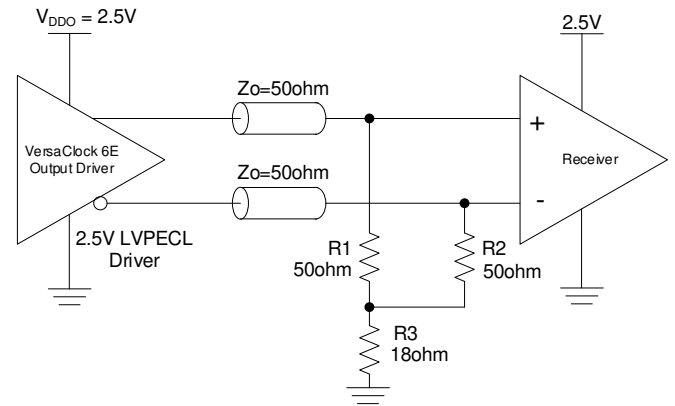 V_DDO = 2.5V
2.5V
Zo=50ohm
+
VersaClock 6E
Output Driver
Zo=50ohm
Receiver
-
2.5V LVPECL
Driver
R1
50ohm
R2
50ohm
R3
18ohm